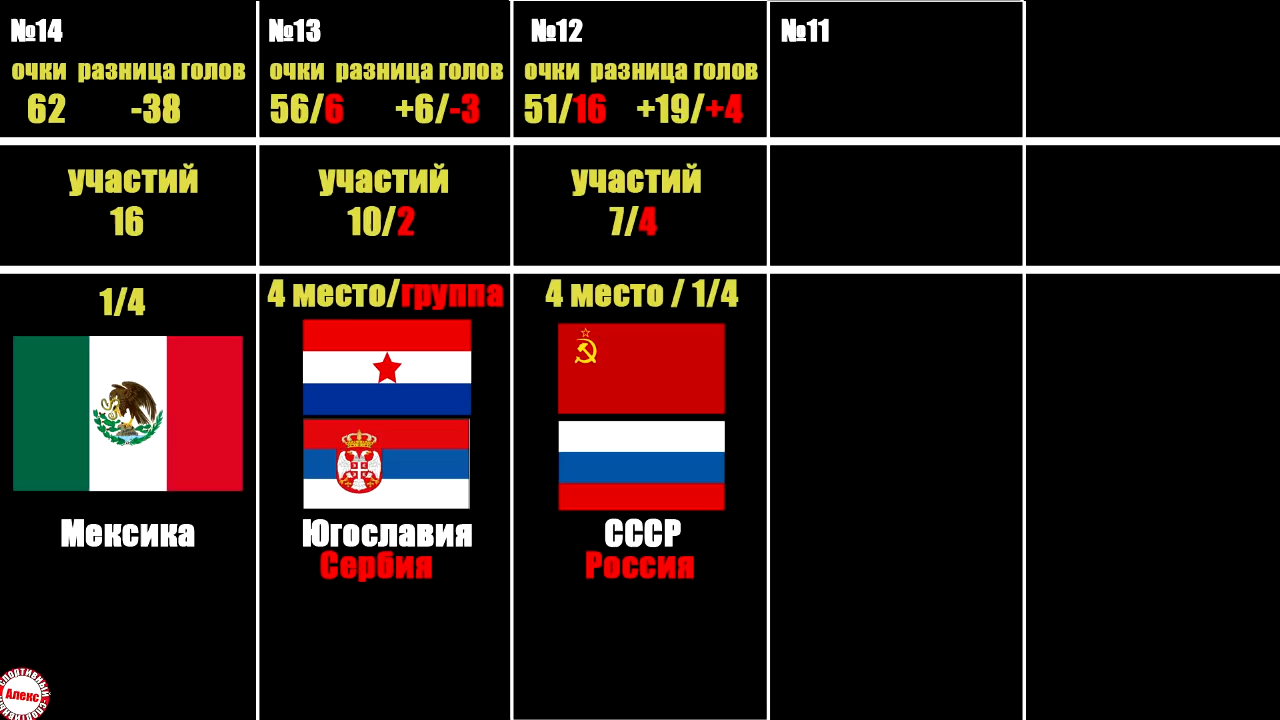 №14
очки разница голов
62 -38
участий
16
1/4
Мексика
№13
очки разница голов
56/6 +6/-3
участий
10/2
4 место/группа
Югославия
Сербия
№12
очки разница голов
51/16 +19/+4
участий
7/4
4 место / 1/4
СССР
Россия
№11
спортивный
Алекс